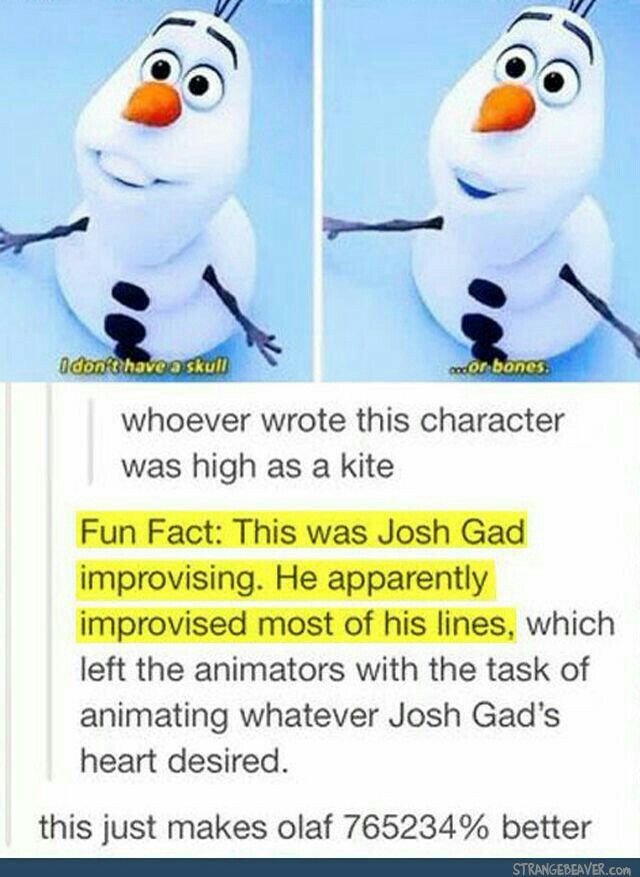 I don't have a skull
...or bones.
whoever wrote this character
was high as a kite
Fun Fact: This was Josh Gad
improvising. He apparently
improvised most of his lines, which
left the animators with the task of
animating whatever Josh Gad's
heart desired.
this just makes olaf 765234% better
STRANGEBEAVER.com